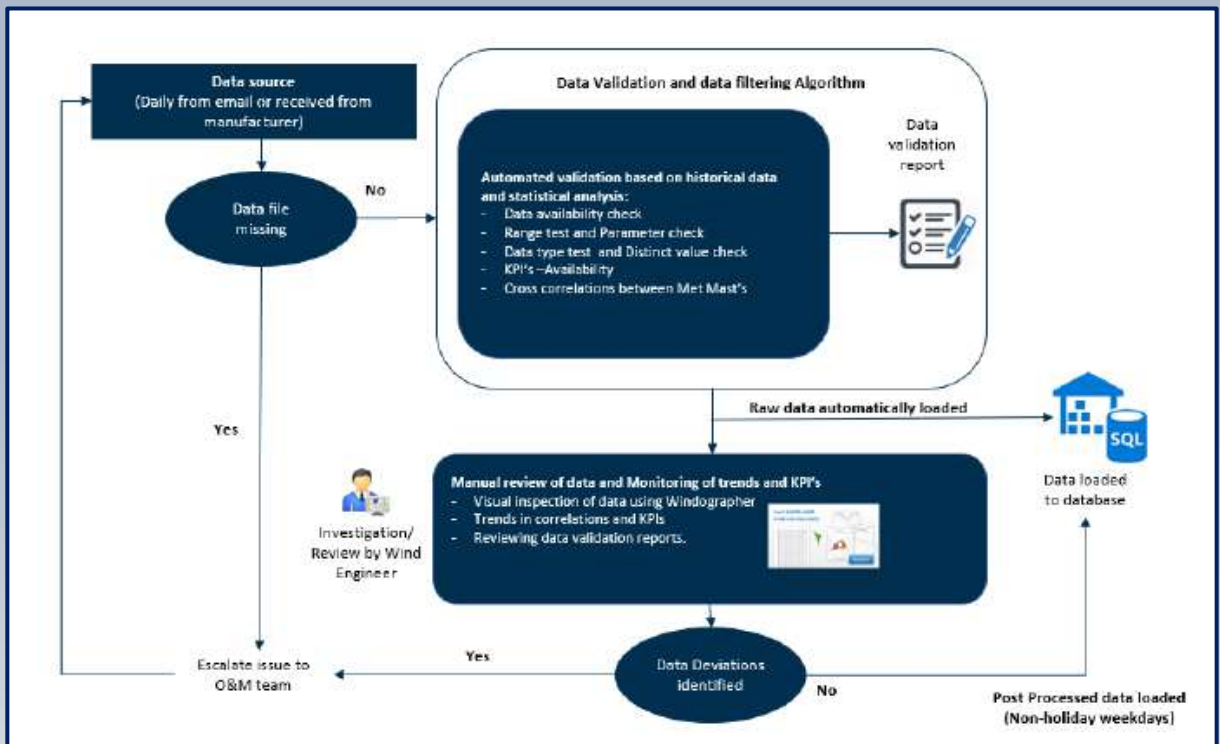 Data source
(Daily from email or received from
manufacturer)
Data file
missing
No
Yes
Data Validation and data filtering Algorithm
Automated validation based on historical data
and statistical analysis:
- Data availability check
- Range test and Parameter check
- Data type test and Distinct value check
- KPI's –Availability
- Cross correlations between Met Mast's
Data
validation
report
Raw data automatically loaded
SQL
Data loaded
to database
Manual review of data and Monitoring of trends and KPI's
- Visual inspection of data using Windographer
- Trends in correlations and KPIs
- Reviewing data validation reports.
Investigation/
Review by Wind
Engineer
Data Deviations
identified
Yes
No
Escalate issue to
O&M team
Post Processed data loaded
(Non-holiday weekdays)